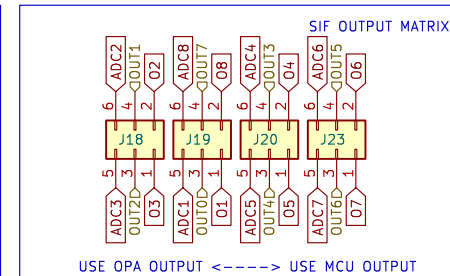 SIF OUTPUT MATRIX
ADC2 OUT1 O2 ADC8 OUT7 O8 ADC4 OUT3 O4 ADC6 OUT5 O6
6 4 2 6 4 2 6 4 2 6 4 2
J18 J19 J20 J23
5 3 1 5 3 1 5 3 1 5 3 1
ADC3 OUT2 O3 ADC1 OUT0 O1 ADC5 OUT4 O5 ADC7 OUT6 O7
USE OPA OUTPUT <----> USE MCU OUTPUT